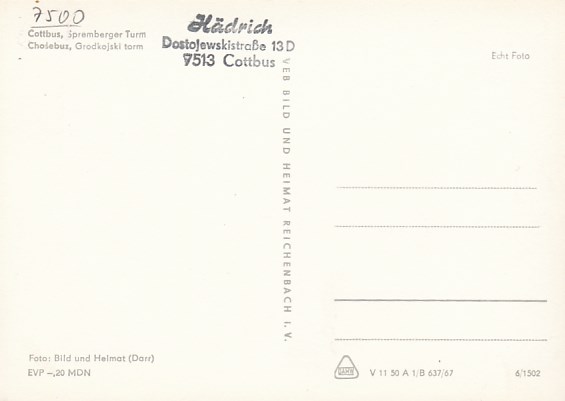 7500
Cottbus, Spremberger Turm
Chośebus, Grodkojski torm
Hädrich
Dostojewskistraße 13 D
7513 Cottbus
Echt Foto
VEB BILD UND HEIMAT REICHENBACH I. V.
Foto: Bild und Heimat (Darr)
EVP –,20 MDN
V 11 50 A 1/B 637/67
6/1502